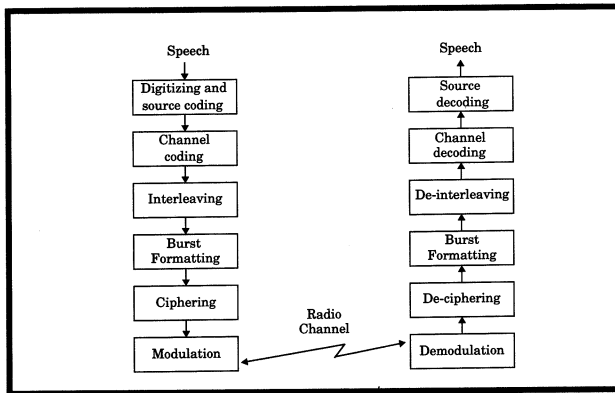 Speech
Digitizing and
source coding
Channel
coding
Interleaving
Burst
Formatting
Ciphering
Modulation
Radio
Channel
Speech
Source
decoding
Channel
decoding
De-interleaving
Burst
Formatting
De-ciphering
Demodulation